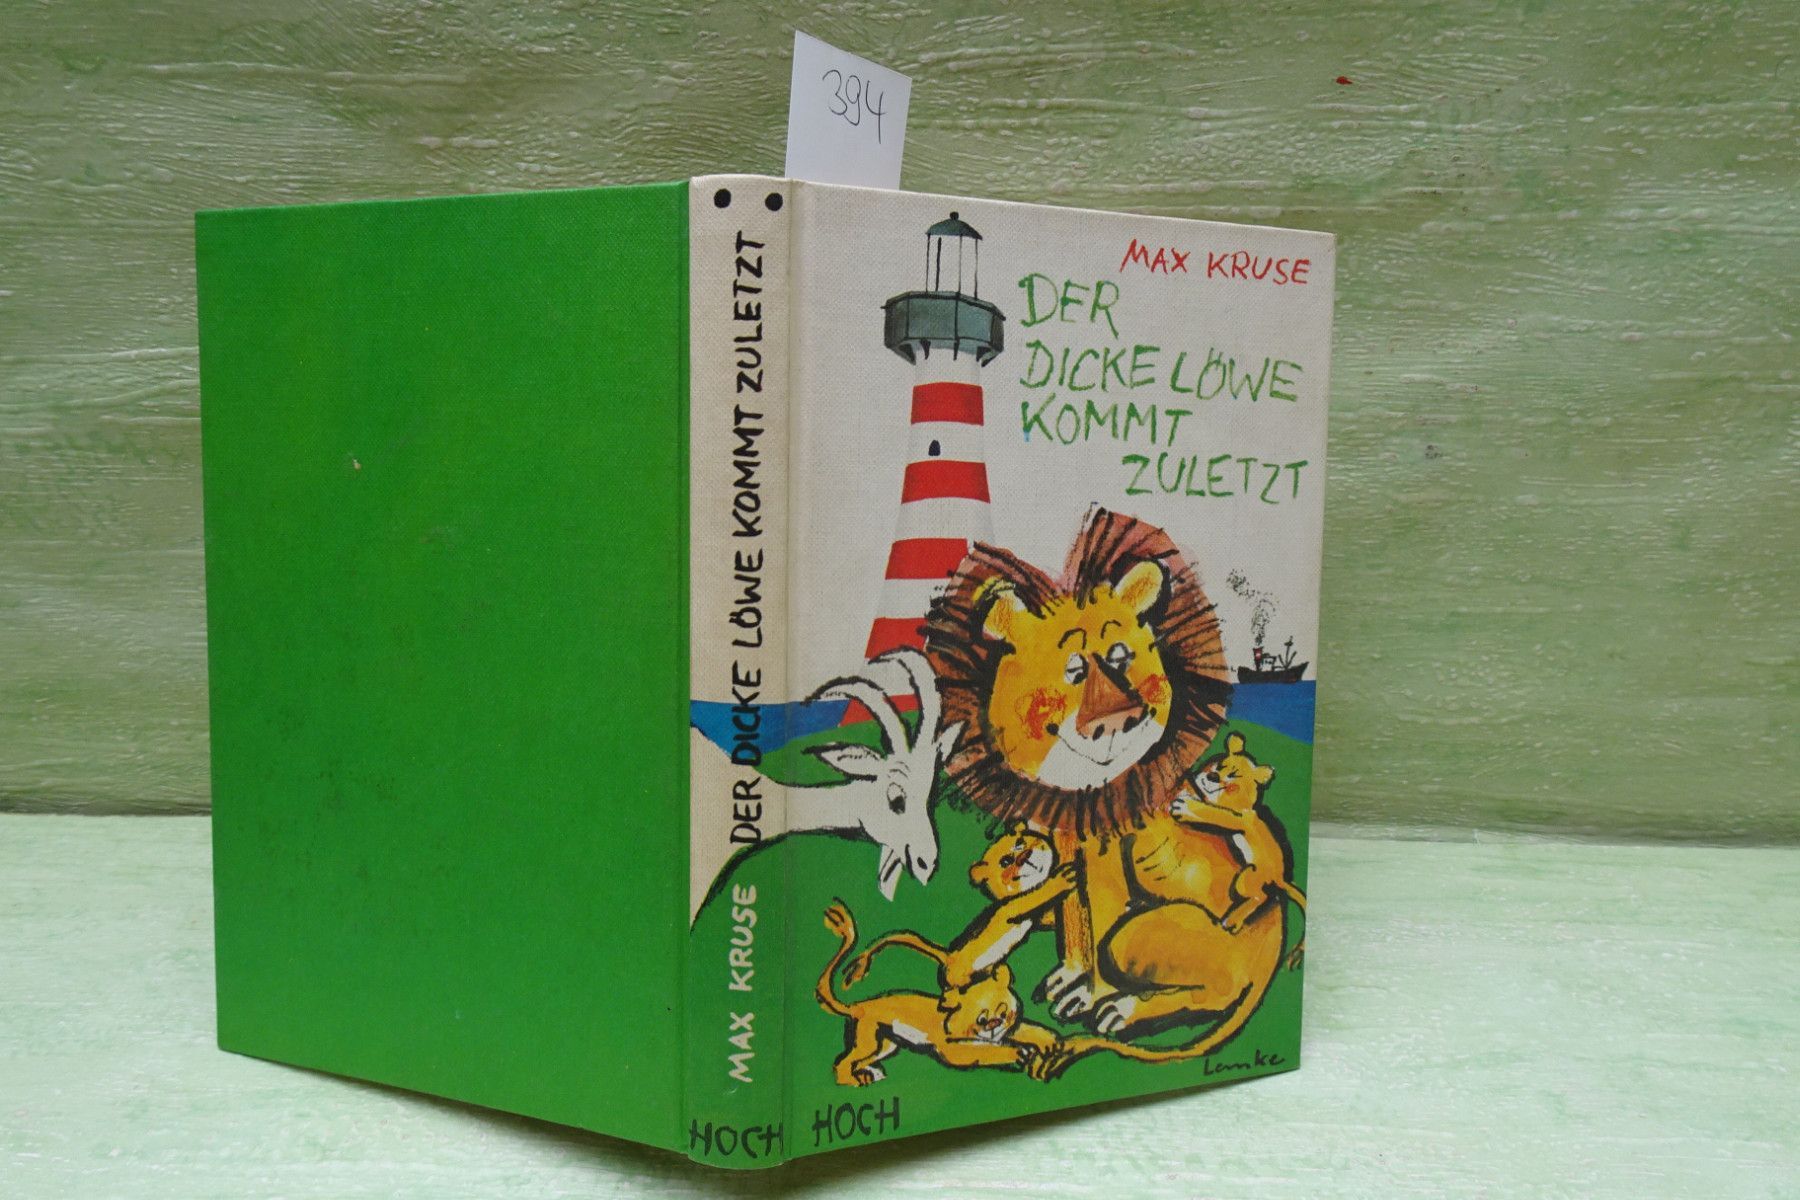 394
MAX KRUSE
DER
DICKE LÖWE
KOMMT
ZULETZT
Lemke
HOCH
MAX KRUSE DER DICKE LÖWE KOMMT ZULETZT
HOCH